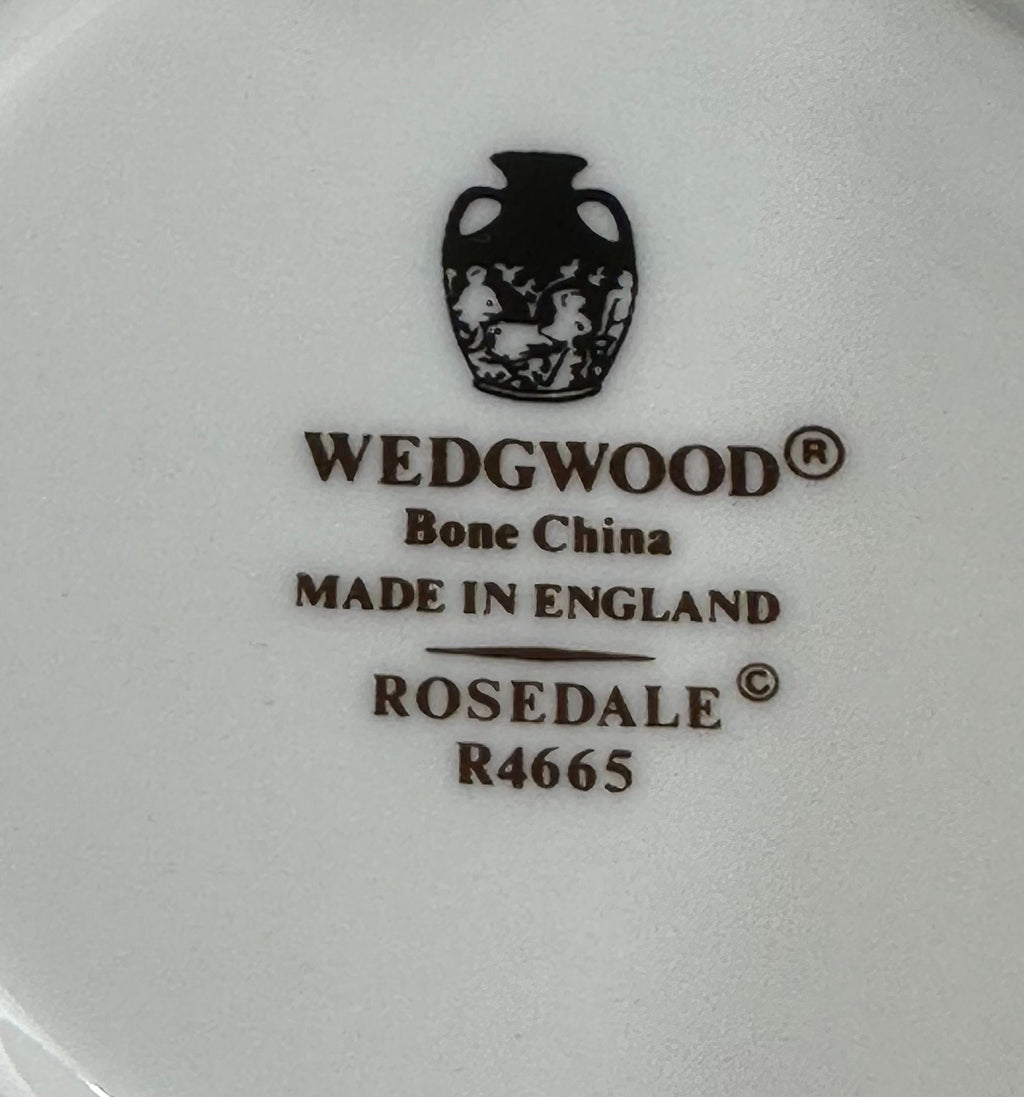 WEDGWOOD®
Bone China
MADE IN ENGLAND
ROSEDALE ©
R4665